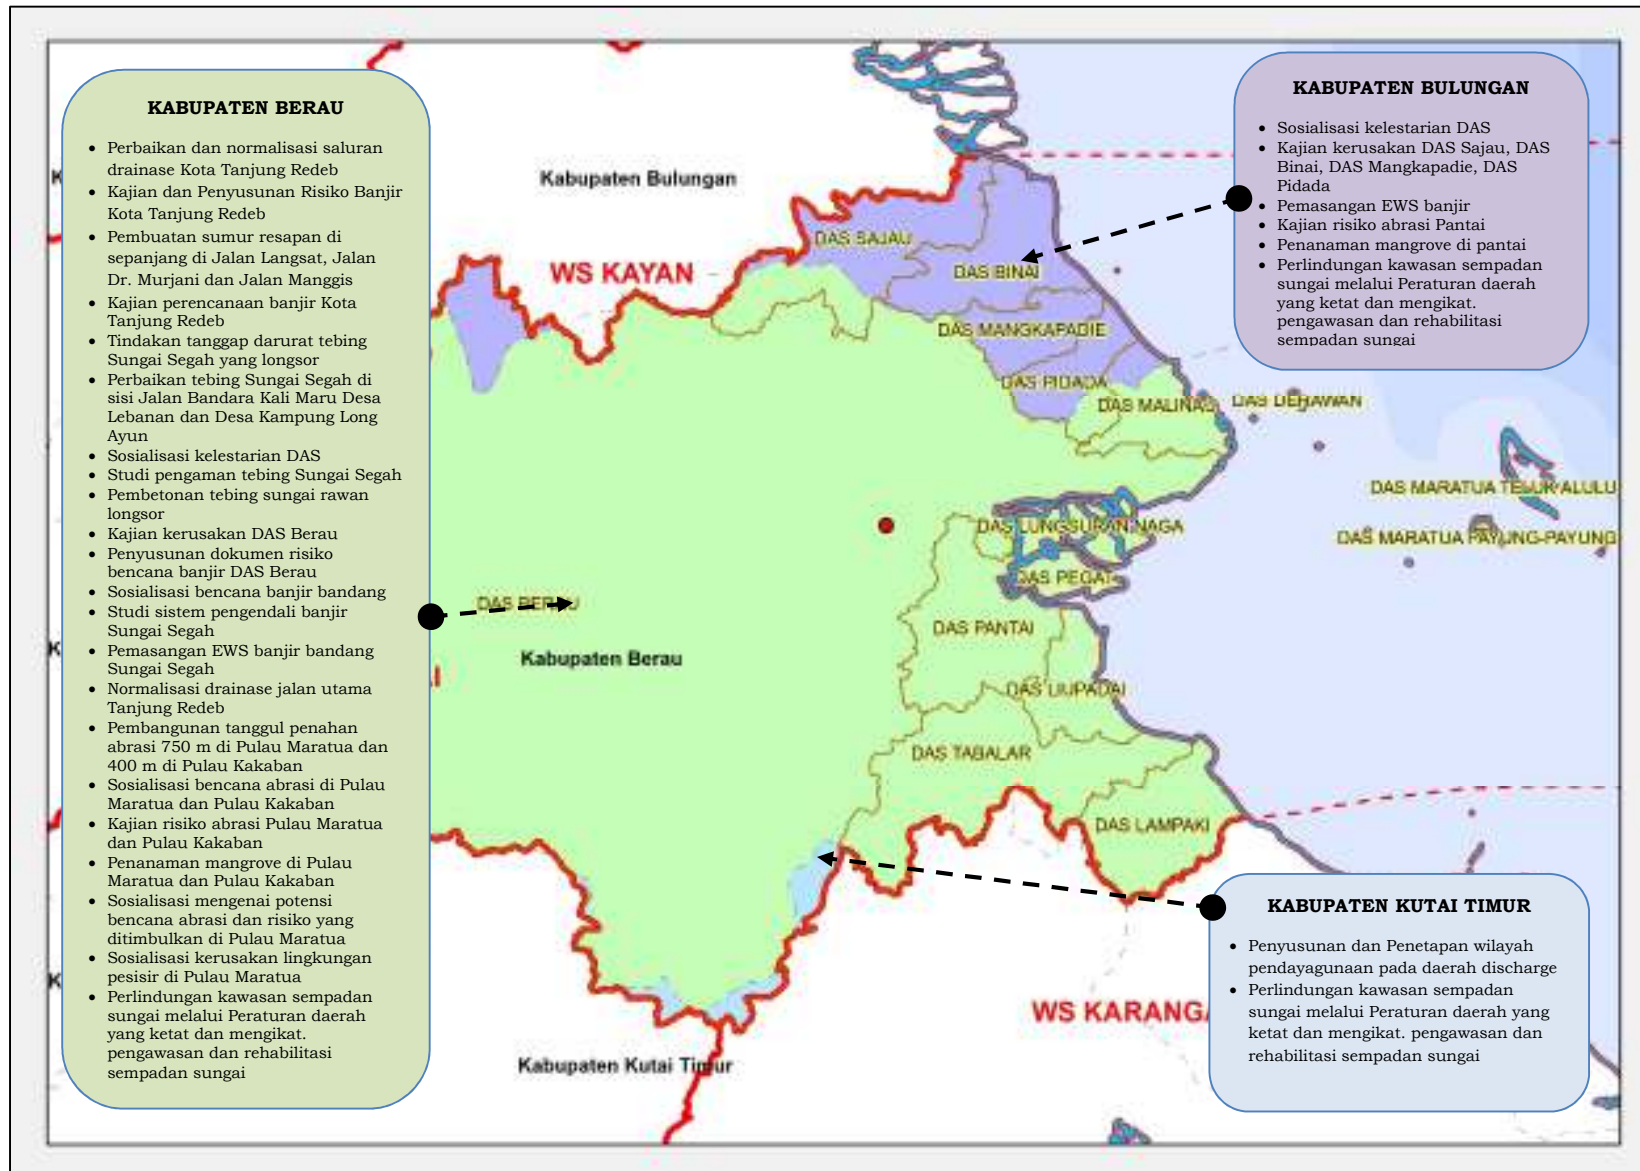 KABUPATEN BERAU
• Perbaikan dan normalisasi saluran
drainase Kota Tanjung Redeb
• Kajian dan Penyusunan Risiko Banjir
Kota Tanjung Redeb
• Pembuatan sumur resapan di
sepanjang di Jalan Langsat, Jalan
Dr. Murjani dan Jalan Manggis
• Kajian perencanaan banjir Kota
Tanjung Redeb
• Tindakan tanggap darurat tebing
Sungai Segah yang longsor
• Perbaikan tebing Sungai Segah di
sisi Jalan Bandara Kali Maru Desa
Lebanan dan Desa Kampung Long
Ayun
• Sosialisasi kelestarian DAS
• Studi pengaman tebing Sungai Segah
• Pembetonan tebing sungai rawan
longsor
• Kajian kerusakan DAS Berau
• Penyusunan dokumen risiko
bencana banjir DAS Berau
• Sosialisasi bencana banjir bandang
• Studi sistem pengendali banjir
Sungai Segah
• Pemasangan EWS banjir bandang
Sungai Segah
• Normalisasi drainase jalan utama
Tanjung Redeb
• Pembangunan tanggul penahan
abrasi 750 m di Pulau Maratua dan
400 m di Pulau Kakaban
• Sosialisasi bencana abrasi di Pulau
Maratua dan Pulau Kakaban
• Kajian risiko abrasi Pulau Maratua
dan Pulau Kakaban
• Penanaman mangrove di Pulau
Maratua dan Pulau Kakaban
• Sosialisasi mengenai potensi
bencana abrasi dan risiko yang
ditimbulkan di Pulau Maratua
• Sosialisasi kerusakan lingkungan
pesisir di Pulau Maratua
• Perlindungan kawasan sempadan
sungai melalui Peraturan daerah
yang ketat dan mengikat.
pengawasan dan rehabilitasi
sempadan sungai
KABUPATEN BULUNGAN
• Sosialisasi kelestarian DAS
• Kajian kerusakan DAS Sajau, DAS
Binai, DAS Mangkapadie, DAS
Pidada
• Pemasangan EWS banjir
• Kajian risiko abrasi Pantai
• Penanaman mangrove di pantai
• Perlindungan kawasan sempadan
sungai melalui Peraturan daerah
yang ketat dan mengikat.
pengawasan dan rehabilitasi
sempadan sungai
Kabupaten Bulungan
WS KAYAN
DAS SAJAU
DAS BINAI
DAS MANGKAPADIE
DAS PIDADA
DAS MALINAU
DAS DERAWAN
DAS MARATUA TELUK ALULU
DAS MARATUA PAYUNG-PAYUNG
DAS LUNGSURAN NAGA
DAS PEGAT
DAS BERAU
DAS PANTAI
Kabupaten Berau
DAS LIUPADAI
DAS TABALAR
DAS LAMPAKI
KABUPATEN KUTAI TIMUR
• Penyusunan dan Penetapan wilayah
pendayagunaan pada daerah discharge
• Perlindungan kawasan sempadan
sungai melalui Peraturan daerah yang
ketat dan mengikat. pengawasan dan
rehabilitasi sempadan sungai
WS KARANGA
Kabupaten Kutai Timur